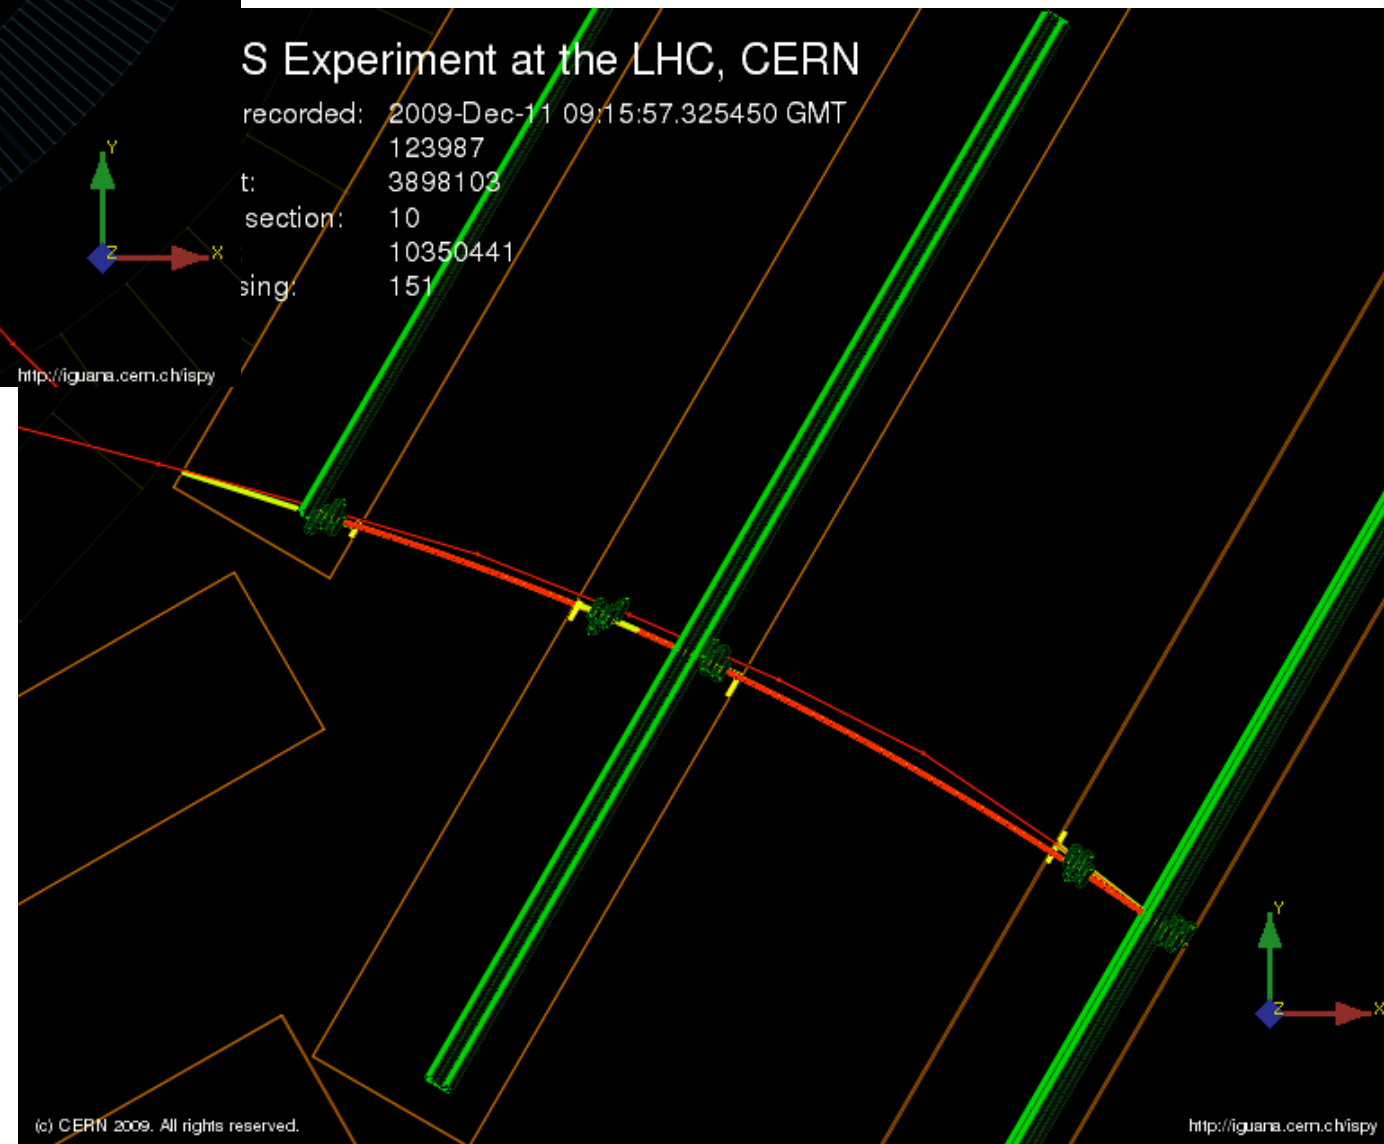 S Experiment at the LHC, CERN
recorded: 2009-Dec-11 09:15:57.325450 GMT
123987
t: 3898103
section: 10
10350441
sing: 151
Y
Z X
http://iguana.cern.ch/ispy
Y
Z X
(c) CERN 2009. All rights reserved. http://iguana.cern.ch/ispy